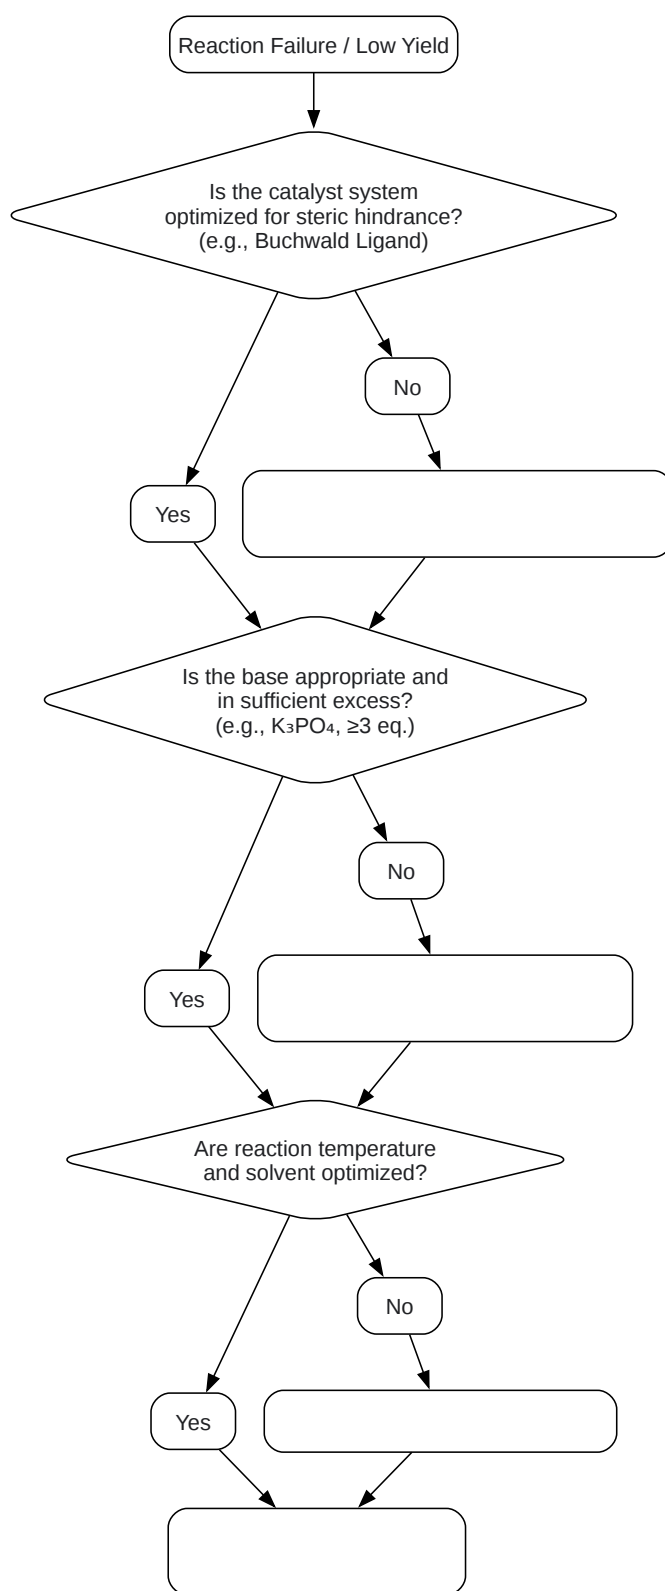 Reaction Failure / Low Yield
Is the catalyst system
optimized for steric hindrance?
(e.g., Buchwald Ligand)
No
Yes
Is the base appropriate and
in sufficient excess?
(e.g., K₃PO₄, ≥3 eq.)
No
Yes
Are reaction temperature
and solvent optimized?
No
Yes